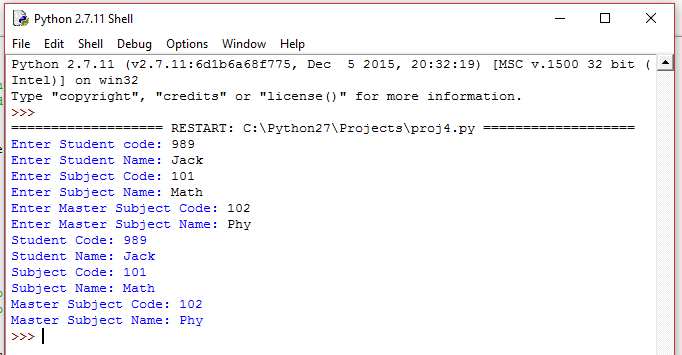 Python 2.7.11 Shell
File Edit Shell Debug Options Window Help
Python 2.7.11 (v2.7.11:6d1b6a68f775, Dec  5 2015, 20:32:19) [MSC v.1500 32 bit (
Intel)] on win32
Type "copyright", "credits" or "license()" for more information.
>>>
=================== RESTART: C:\Python27\Projects\proj4.py ===================
Enter Student code: 989
Enter Student Name: Jack
Enter Subject Code: 101
Enter Subject Name: Math
Enter Master Subject Code: 102
Enter Master Subject Name: Phy
Student Code: 989
Student Name: Jack
Subject Code: 101
Subject Name: Math
Master Subject Code: 102
Master Subject Name: Phy
>>>